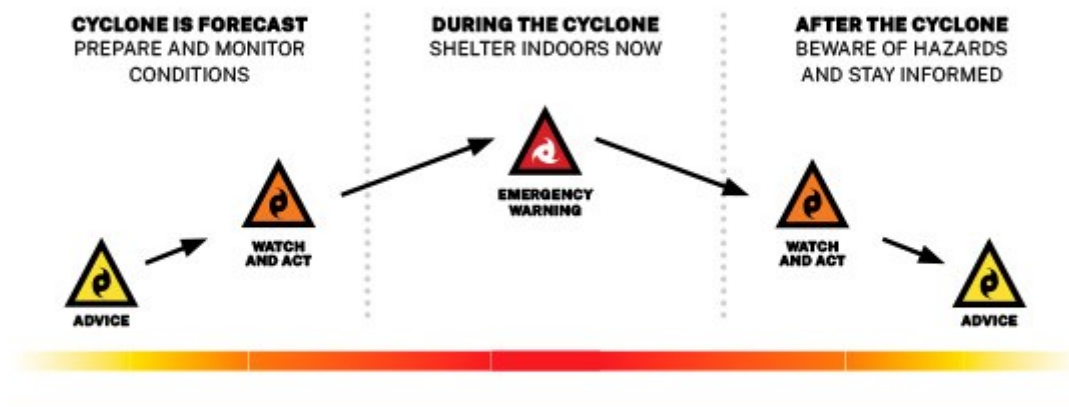 CYCLONE IS FORECAST
PREPARE AND MONITOR
CONDITIONS
DURING THE CYCLONE
SHELTER INDOORS NOW
AFTER THE CYCLONE
BEWARE OF HAZARDS
AND STAY INFORMED
ADVICE
WATCH
AND ACT
EMERGENCY
WARNING
WATCH
AND ACT
ADVICE